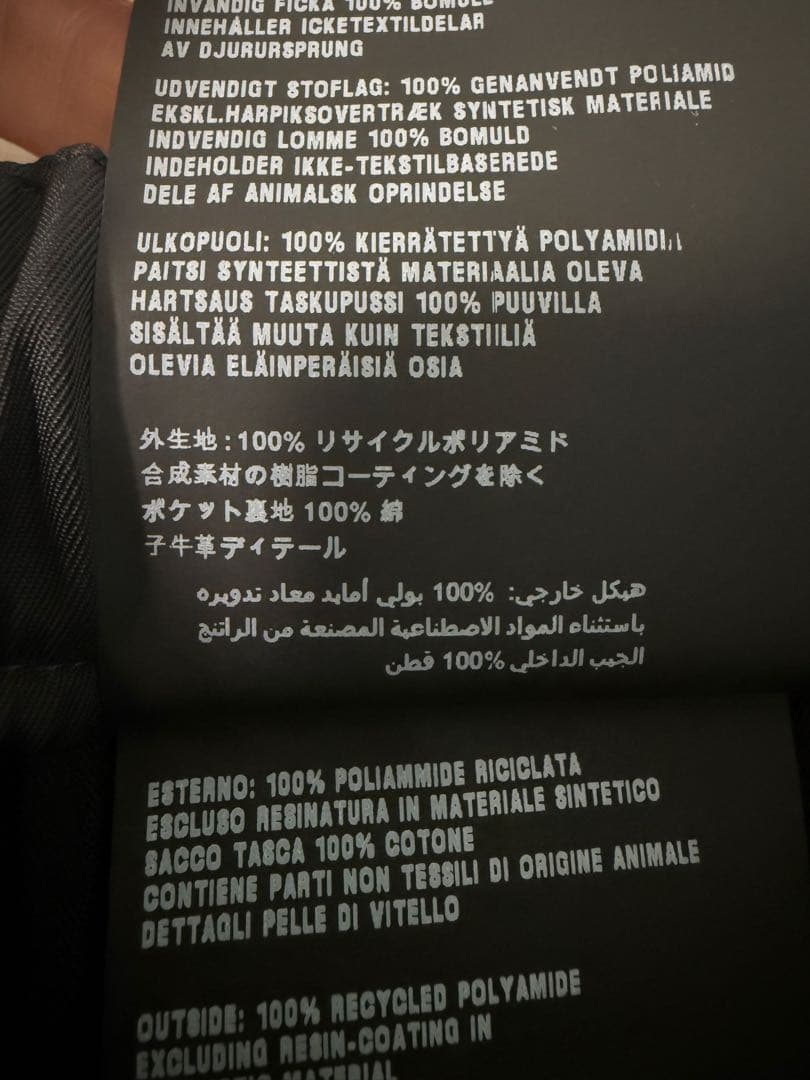 INVÄNDIG FICKA 100% BOMULL
INNEHÅLLER ICKETEXTILDELAR
AV DJURURSPRUNG
UDVENDIGT STOFLAG: 100% GENANVENDT POLIAMID
EKSKL.HARPIKSOVERTRÆK SYNTETISK MATERIALE
INDVENDIG LOMME 100% BOMULD
INDEHOLDER IKKE-TEKSTILBASEREDE
DELE AF ANIMALSK OPRINDELSE
ULKOPUOLI: 100% KIERRÄTETTYÄ POLYAMIDIA
PAITSI SYNTEETTISTÄ MATERIAALIA OLEVA
HARTSAUS TASKUPUSSI 100% PUUVILLA
SISÄLTÄÄ MUUTA KUIN TEKSTIILIÄ
OLEVIA ELÄINPERÄISIÄ OSIA
外生地:100% リサイクルポリアミド
合成素材の樹脂コーティングを除く
ポケット裏地 100% 綿
子牛革ディテール
هيكل خارجي: %100 بولي أمايد معاد تدويره
باستثناء المواد الاصطناعية المصنعة من الراتنج
الجيب الداخلي %100 قطن
ESTERNO: 100% POLIAMMIDE RICICLATA
ESCLUSO RESINATURA IN MATERIALE SINTETICO
SACCO TASCA 100% COTONE
CONTIENE PARTI NON TESSILI DI ORIGINE ANIMALE
DETTAGLI PELLE DI VITELLO
OUTSIDE: 100% RECYCLED POLYAMIDE
EXCLUDING RESIN-COATING IN
MATERIAL